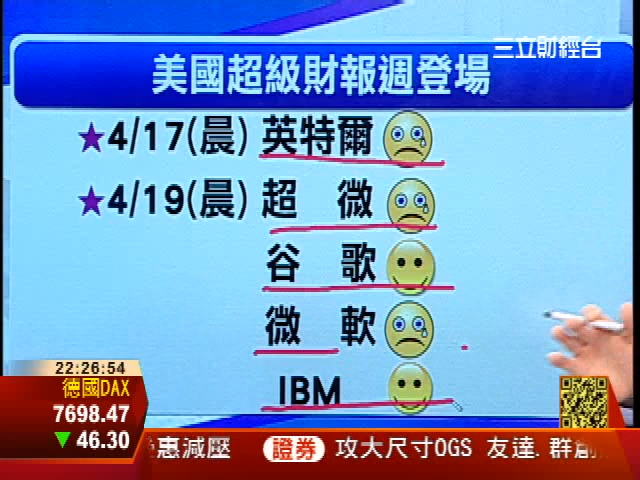 三立財經台
美國超級財報週登場
★4/17(晨) 英特爾
★4/19(晨) 超 微
谷 歌
微 軟
IBM
22:26:54
德國DAX
7698.47
▼46.30
惠減壓 證券 攻大尺寸OGS 友達.群創